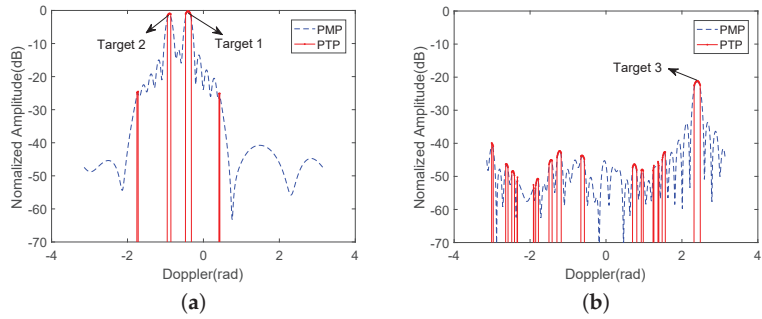 0
-10
-20
-30
-40
-50
-60
-70
Nomalized Amplitude(dB)
-4
-2
0
2
4
Doppler(rad)
Target 2
Target 1
PMP
PTP
(a)
0
-10
-20
-30
-40
-50
-60
-70
Nomalized Amplitude(dB)
-4
-2
0
2
4
Doppler(rad)
Target 3
PMP
PTP
(b)